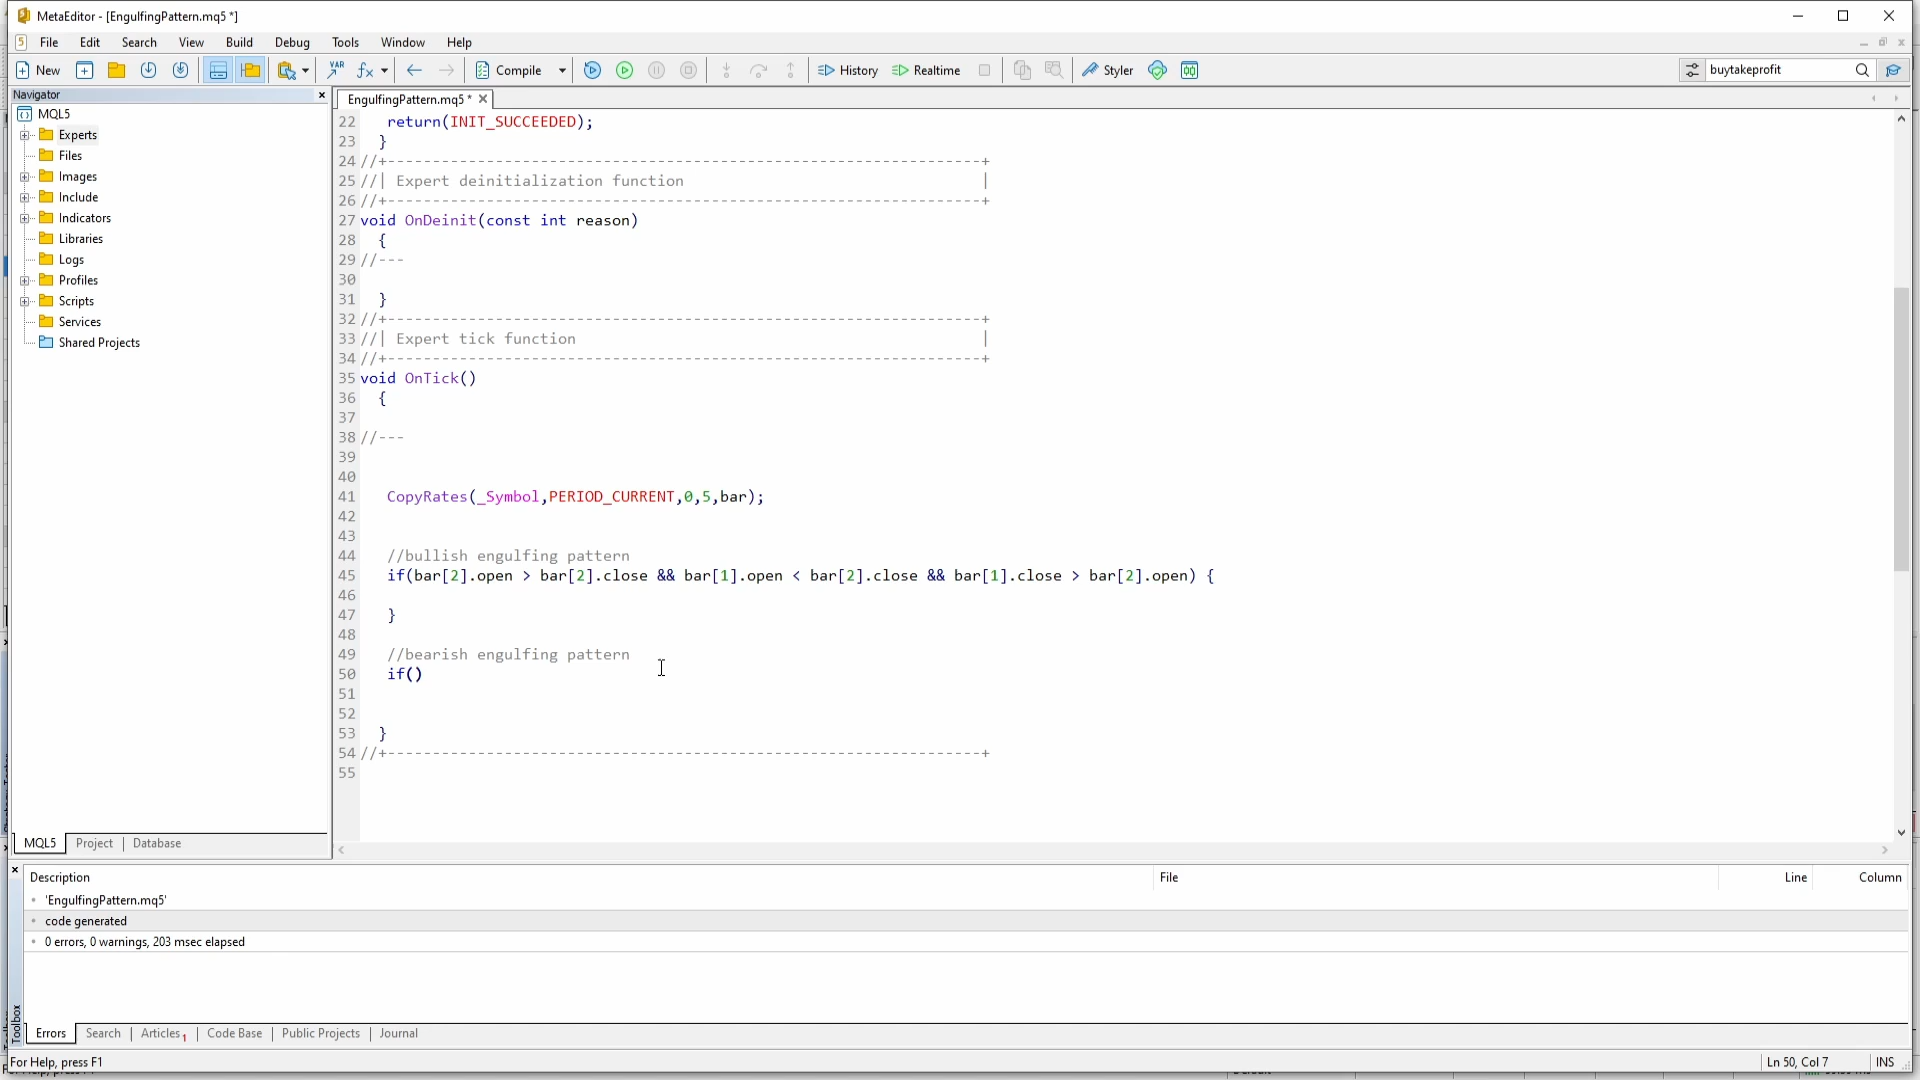 MetaEditor - [EngulfingPattern.mq5 *]
File Edit Search View Build Debug Tools Window Help
New Compile History Realtime Styler buytakeprofit
Navigator
MQL5
Experts
Files
Images
Include
Indicators
Libraries
Logs
Profiles
Scripts
Services
Shared Projects
MQL5 Project Database
EngulfingPattern.mq5 *
22 return(INIT_SUCCEEDED);
23 }
24 //+------------------------------------------------------------------+
25 //| Expert deinitialization function |
26 //+------------------------------------------------------------------+
27 void OnDeinit(const int reason)
28 {
29 //---
30
31 }
32 //+------------------------------------------------------------------+
33 //| Expert tick function |
34 //+------------------------------------------------------------------+
35 void OnTick()
36 {
37
38 //---
39
40
41 CopyRates(_Symbol,PERIOD_CURRENT,0,5,bar);
42
43
44 //bullish engulfing pattern
45 if(bar[2].open > bar[2].close && bar[1].open < bar[2].close && bar[1].close > bar[2].open) {
46
47 }
48
49 //bearish engulfing pattern
50 if()
51
52
53 }
54 //+------------------------------------------------------------------+
55
Description File Line Column
'EngulfingPattern.mq5'
code generated
0 errors, 0 warnings, 203 msec elapsed
Toolbox
Errors Search Articles 1 Code Base Public Projects Journal
For Help, press F1 Ln 50, Col 7 INS